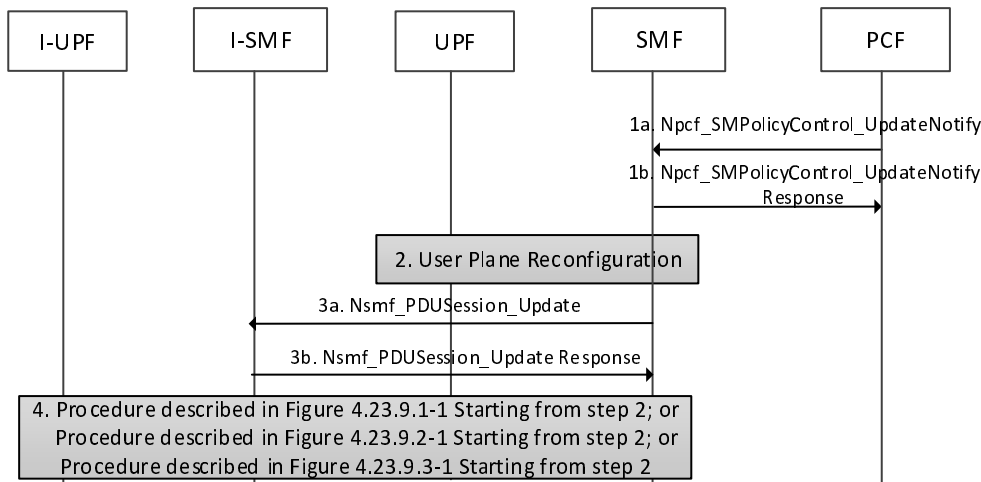 I-UPF
I-SMF
UPF
SMF
PCF
1a. Npcf_SMPolicyControl_UpdateNotify
1b. Npcf_SMPolicyControl_UpdateNotify
Response
2. User Plane Reconfiguration
3a. Nsmf_PDUSession_Update
3b. Nsmf_PDUSession_Update Response
4. Procedure described in Figure 4.23.9.1-1 Starting from step 2; or
Procedure described in Figure 4.23.9.2-1 Starting from step 2; or
Procedure described in Figure 4.23.9.3-1 Starting from step 2